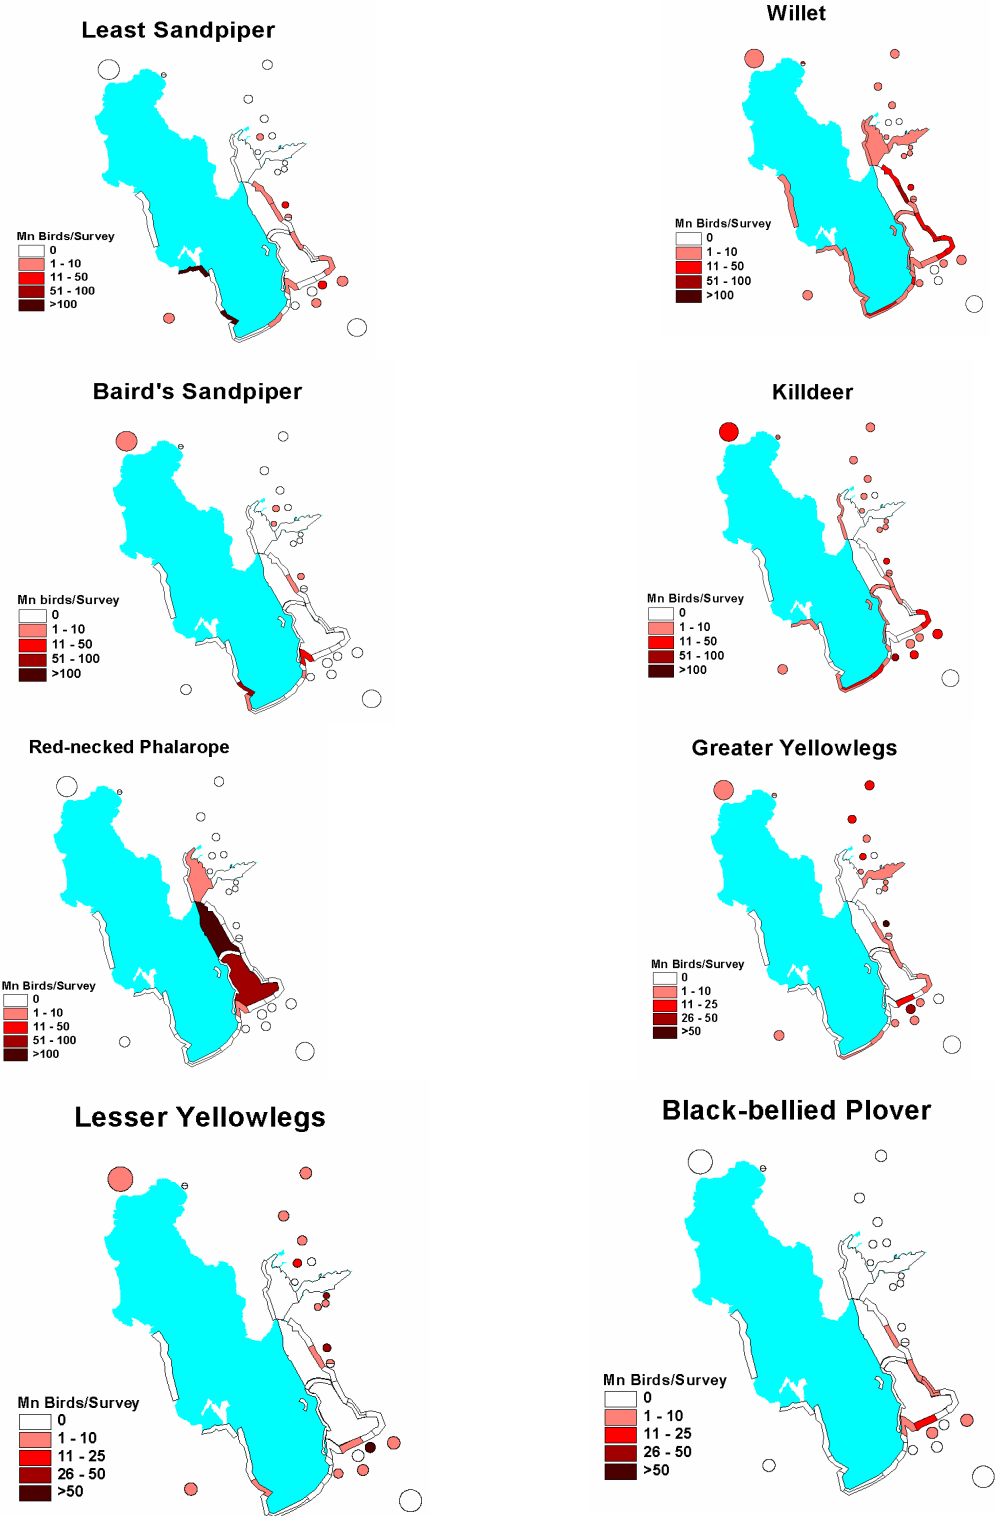 Least Sandpiper
Mn Birds/Survey
0
1 - 10
11 - 50
51 - 100
>100
Willet
Mn Birds/Survey
0
1 - 10
11 - 50
51 - 100
>100
Baird's Sandpiper
Mn birds/Survey
0
1 - 10
11 - 50
51 - 100
>100
Killdeer
Mn Birds/Survey
0
1 - 10
11 - 50
51 - 100
>100
Red-necked Phalarope
Mn Birds/Survey
0
1 - 10
11 - 50
51 - 100
>100
Greater Yellowlegs
Mn Birds/Survey
0
1 - 10
11 - 25
26 - 50
>50
Lesser Yellowlegs
Mn Birds/Survey
0
1 - 10
11 - 25
26 - 50
>50
Black-bellied Plover
Mn Birds/Survey
0
1 - 10
11 - 25
26 - 50
>50